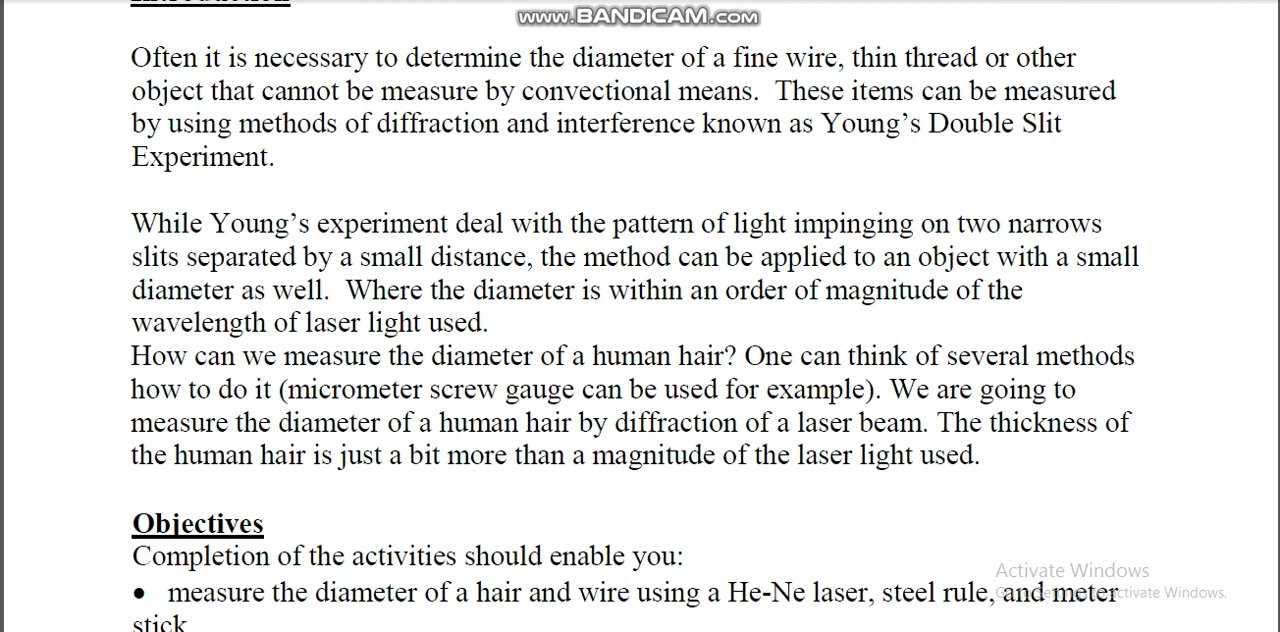 www.BANDICAM.com
Often it is necessary to determine the diameter of a fine wire, thin thread or other
object that cannot be measure by convectional means.  These items can be measured
by using methods of diffraction and interference known as Young’s Double Slit
Experiment.
While Young’s experiment deal with the pattern of light impinging on two narrows
slits separated by a small distance, the method can be applied to an object with a small
diameter as well.  Where the diameter is within an order of magnitude of the
wavelength of laser light used.
How can we measure the diameter of a human hair? One can think of several methods
how to do it (micrometer screw gauge can be used for example). We are going to
measure the diameter of a human hair by diffraction of a laser beam. The thickness of
the human hair is just a bit more than a magnitude of the laser light used.
Objectives
Completion of the activities should enable you:
Activate Windows
• measure the diameter of a hair and wire using a He-Ne laser, steel rule, and meter
activate Windows.
stick